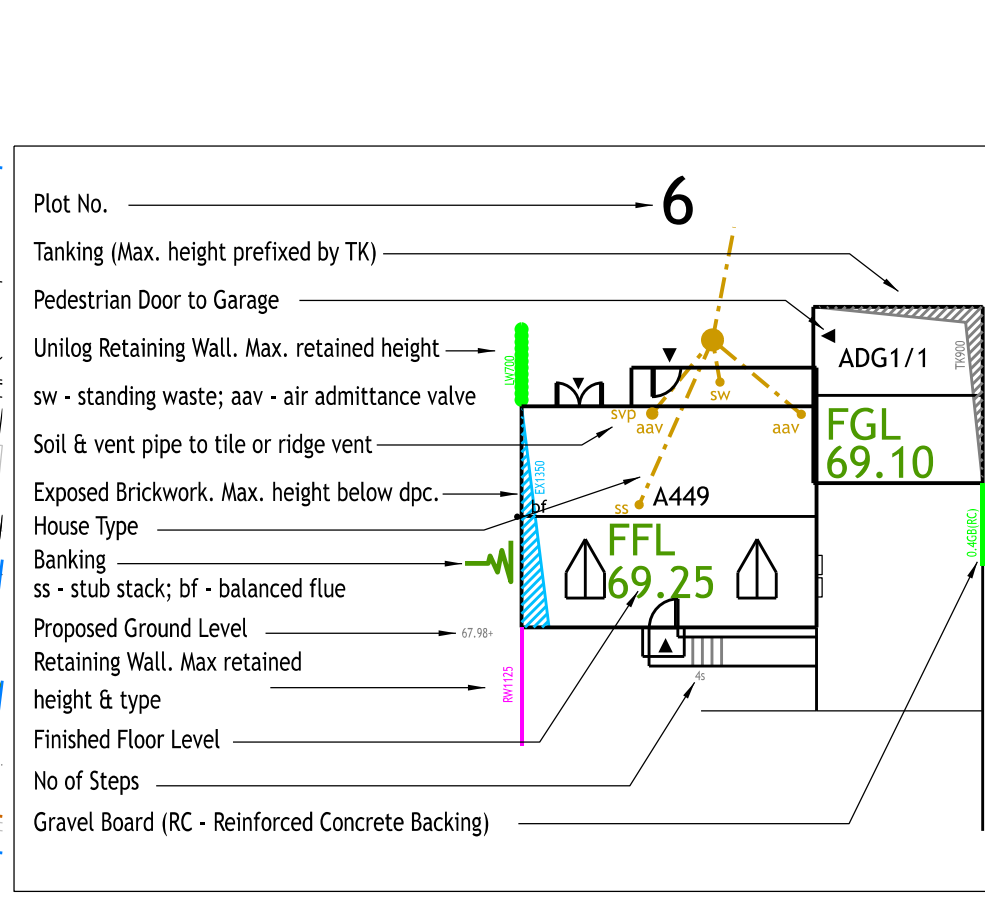 Plot No.
6
Tanking (Max. height prefixed by TK)
Pedestrian Door to Garage
Unilog Retaining Wall. Max. retained height
LW700
ADG1/1
TK900
sw - standing waste; aav - air admittance valve
sw
svp
aav
aav
Soil & vent pipe to tile or ridge vent
FGL
69.10
Exposed Brickwork. Max. height below dpc.
EX1350
bf
ss
A449
House Type
FFL
69.25
0.4GB(RC)
Banking
ss - stub stack; bf - balanced flue
Proposed Ground Level
67.98+
Retaining Wall. Max retained
height & type
RW1125
4s
Finished Floor Level
No of Steps
Gravel Board (RC - Reinforced Concrete Backing)